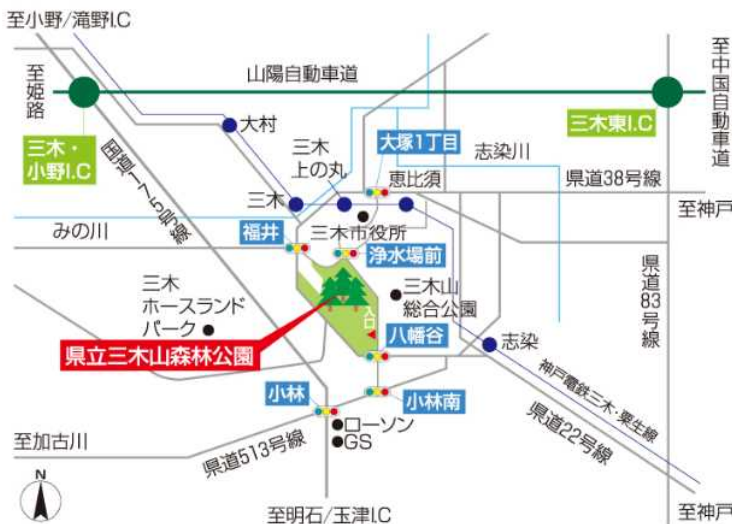 至小野/滝野I.C
至姫路
山陽自動車道
至中国自動車道
三木・
小野I.C
大村
国道175号線
三木
上の丸
大塚1丁目
志染川
三木東I.C
恵比須
県道38号線
三木
至神戸
みの川
福井
三木市役所
浄水場前
県道83号線
三木
ホースランド
パーク
三木山
総合公園
入口
県立三木山森林公園
八幡谷
志染
神戸電鉄三木・粟生線
小林
小林南
県道22号線
至加古川
県道513号線
ローソン
GS
N
至明石/玉津I.C
至神戸